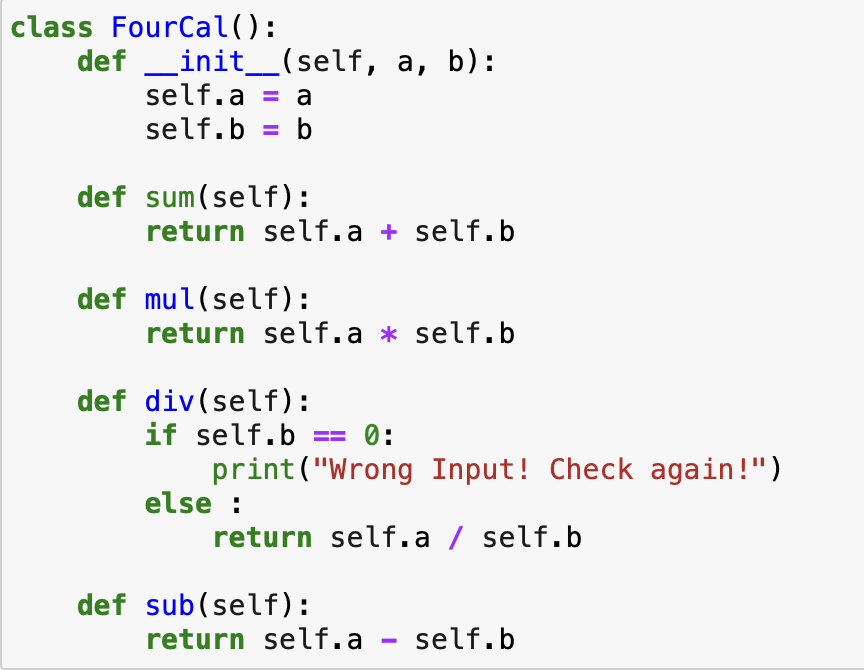 class FourCal():
    def __init__(self, a, b):
        self.a = a
        self.b = b

    def sum(self):
        return self.a + self.b

    def mul(self):
        return self.a * self.b

    def div(self):
        if self.b == 0:
            print("Wrong Input! Check again!")
        else :
            return self.a / self.b

    def sub(self):
        return self.a - self.b